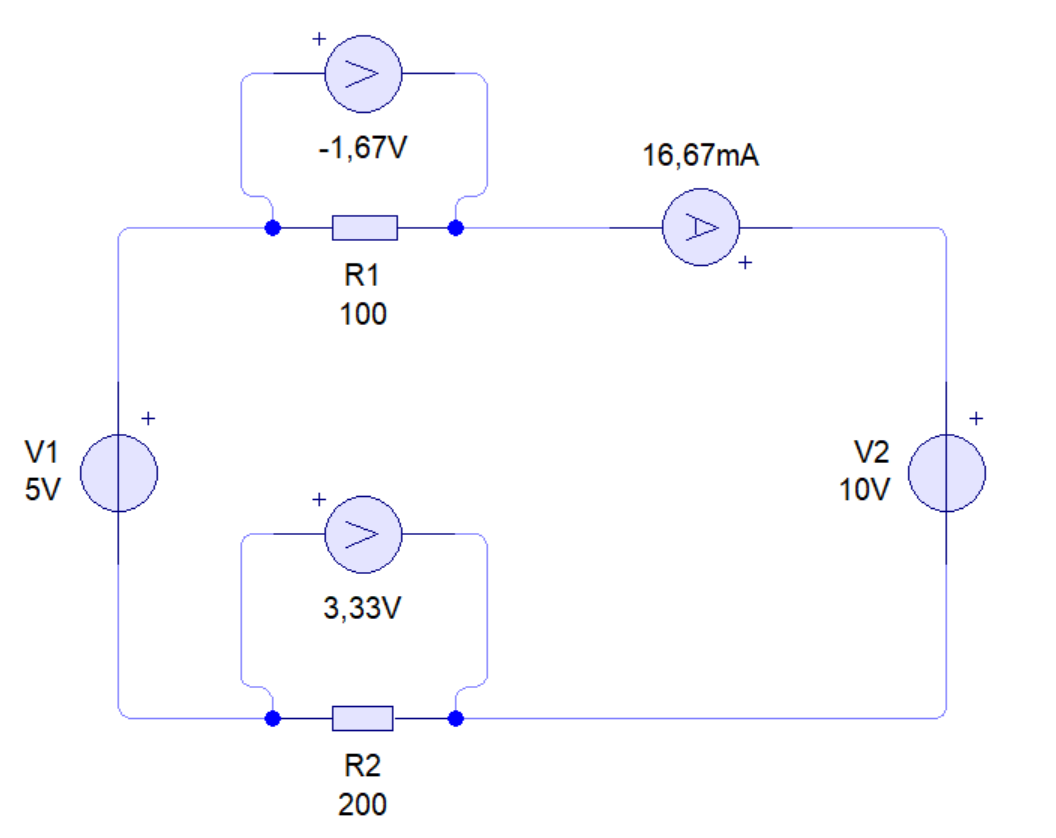 +
V
-1,67V
16,67mA
A
+
R1
100
+
+
V1
5V
V2
10V
+
V
3,33V
R2
200